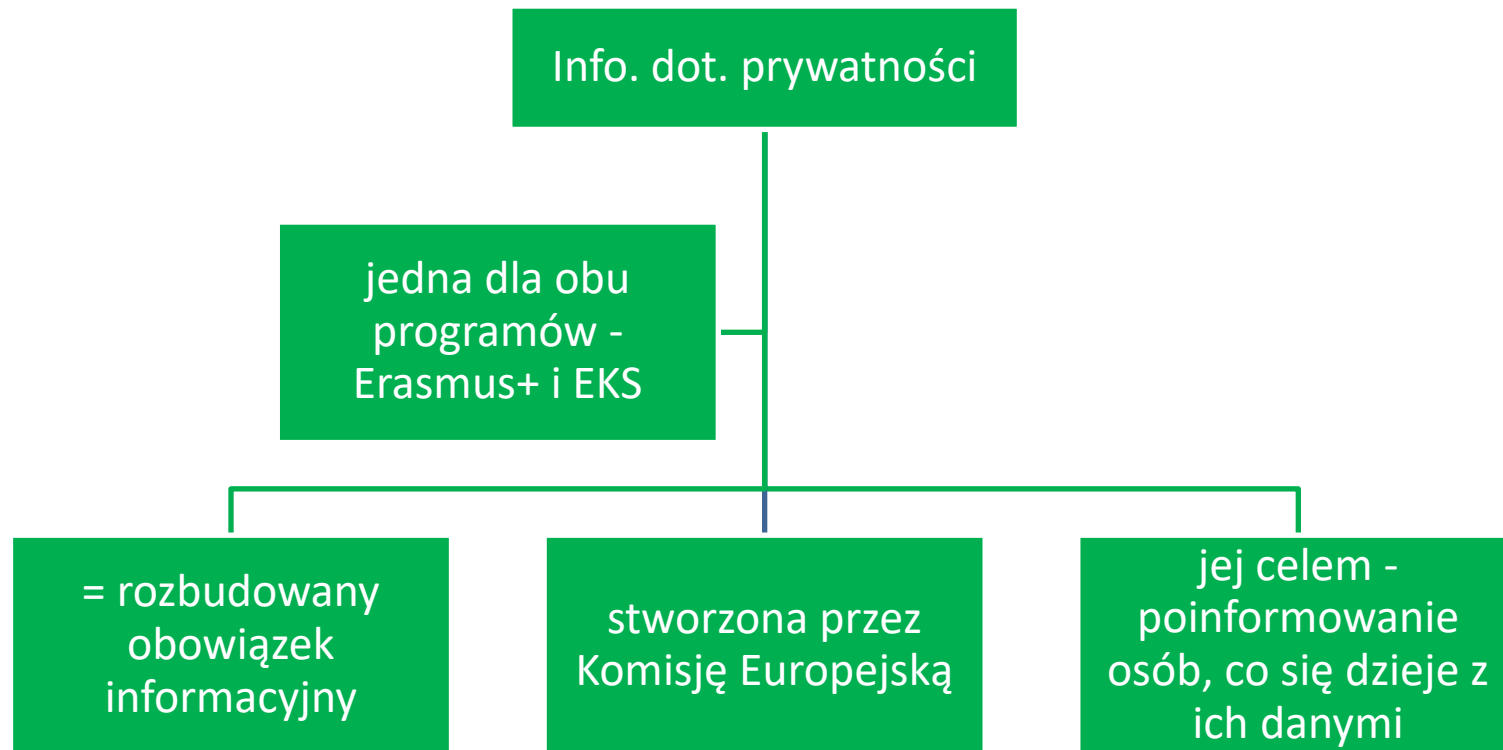 Info. dot. prywatności
jedna dla obu
programów -
Erasmus+ i EKS
= rozbudowany
obowiązek
informacyjny
stworzona przez
Komisję Europejską
jej celem -
poinformowanie
osób, co się dzieje z
ich danymi